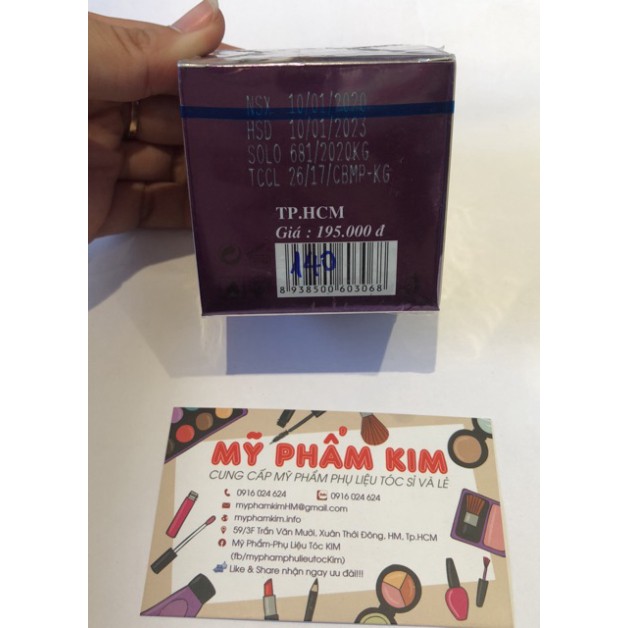 NSX 10/01/2020
HSD 10/01/2023
SOLO 681/2020KG
TCCL 26/17/CBMP-KG
TP.HCM
Giá : 195.000 đ
140
8 938500 603068
MỸ PHẨM KIM
CUNG CẤP MỸ PHẨM PHỤ LIỆU TÓC SỈ VÀ LẺ
0916 024 624 0916 024 624
myphamkimHM@gmail.com
myphamkim.info
59/3F Trần Văn Mười, Xuân Thới Đông, HM, Tp.HCM
Mỹ Phẩm-Phụ Liệu Tóc KIM
(fb/myphamphulieutocKim)
Like & Share nhận ngay ưu đãi!!!!